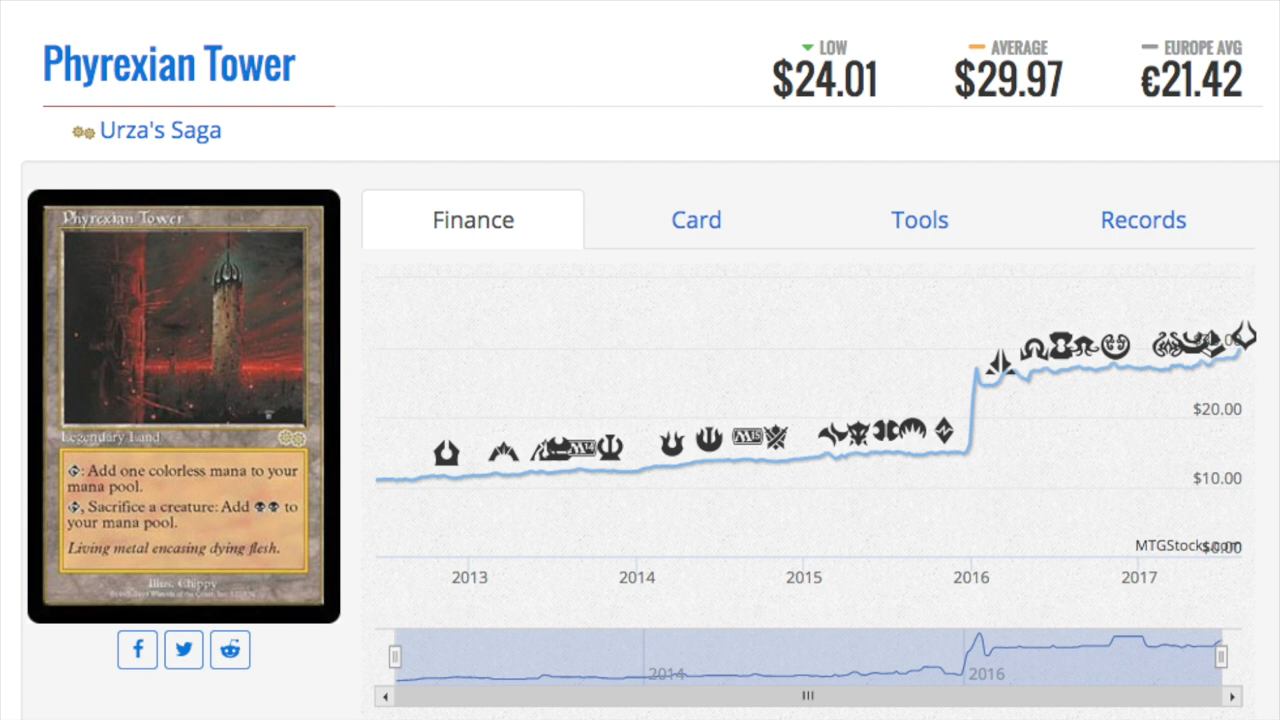 Phyrexian Tower
LOW
$24.01
AVERAGE
$29.97
EUROPE AVG
€21.42
Urza's Saga
Phyrexian Tower
Legendary Land
: Add one colorless mana to your
mana pool.
, Sacrifice a creature: Add to
your mana pool.
Living metal encasing dying flesh.
Illus. Chippy
Finance
Card
Tools
Records
M15
$20.00
$10.00
MTGStocks.com
$0.00
2013
2014
2015
2016
2017
2014
2016